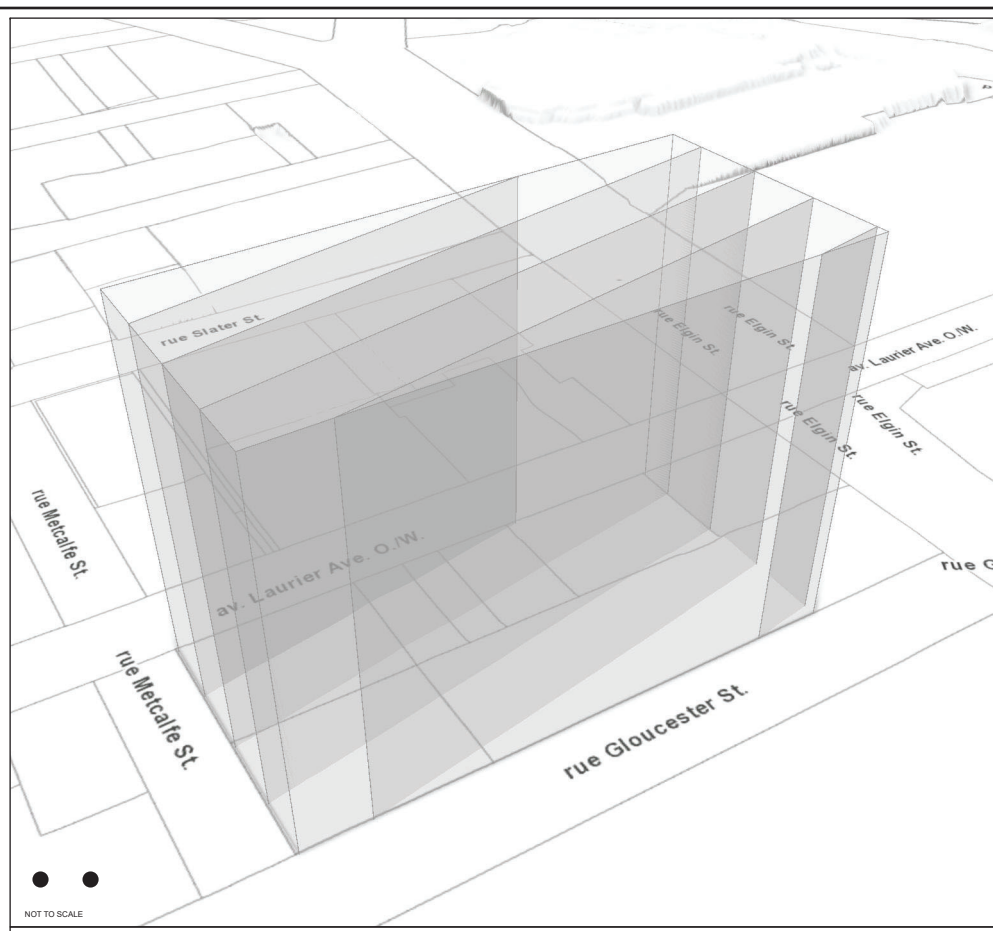 rue Slater St.
rue Elgin St.
rue Elgin St.
av. Laurier Ave. O./W.
rue Elgin St.
rue Elgin St.
rue Metcalfe St.
av. Laurier Ave. O./W.
rue G
rue Metcalfe St.
rue Gloucester St.
NOT TO SCALE